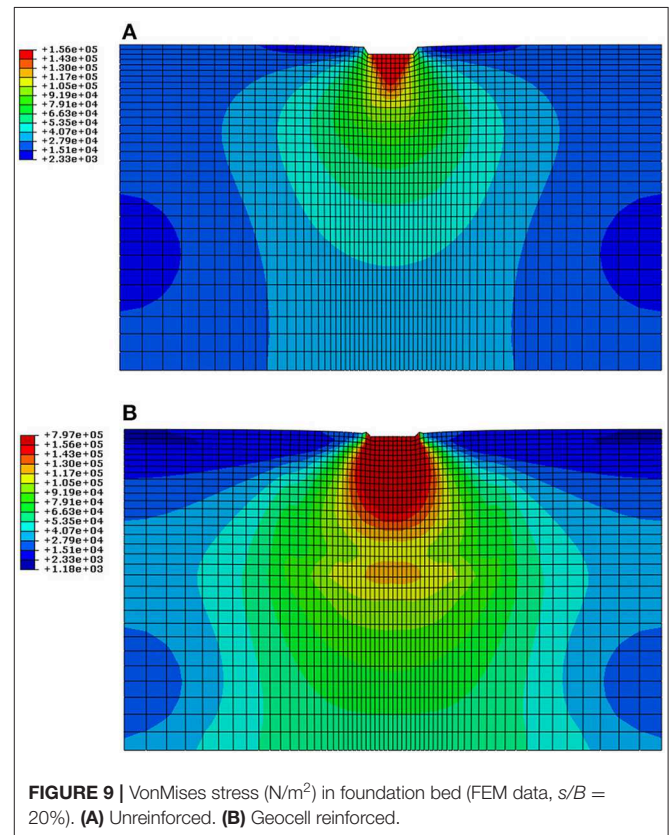 A
+1.56e+05
+1.43e+05
+1.30e+05
+1.17e+05
+1.05e+05
+9.19e+04
+7.91e+04
+6.63e+04
+5.35e+04
+4.07e+04
+2.79e+04
+1.51e+04
+2.33e+03
B
+7.97e+05
+1.56e+05
+1.43e+05
+1.30e+05
+1.17e+05
+1.05e+05
+9.19e+04
+7.91e+04
+6.63e+04
+5.35e+04
+4.07e+04
+2.79e+04
+1.51e+04
+2.33e+03
+1.18e+03
FIGURE 9 | VonMises stress (N/m²) in foundation bed (FEM data, s/B =
20%). (A) Unreinforced. (B) Geocell reinforced.